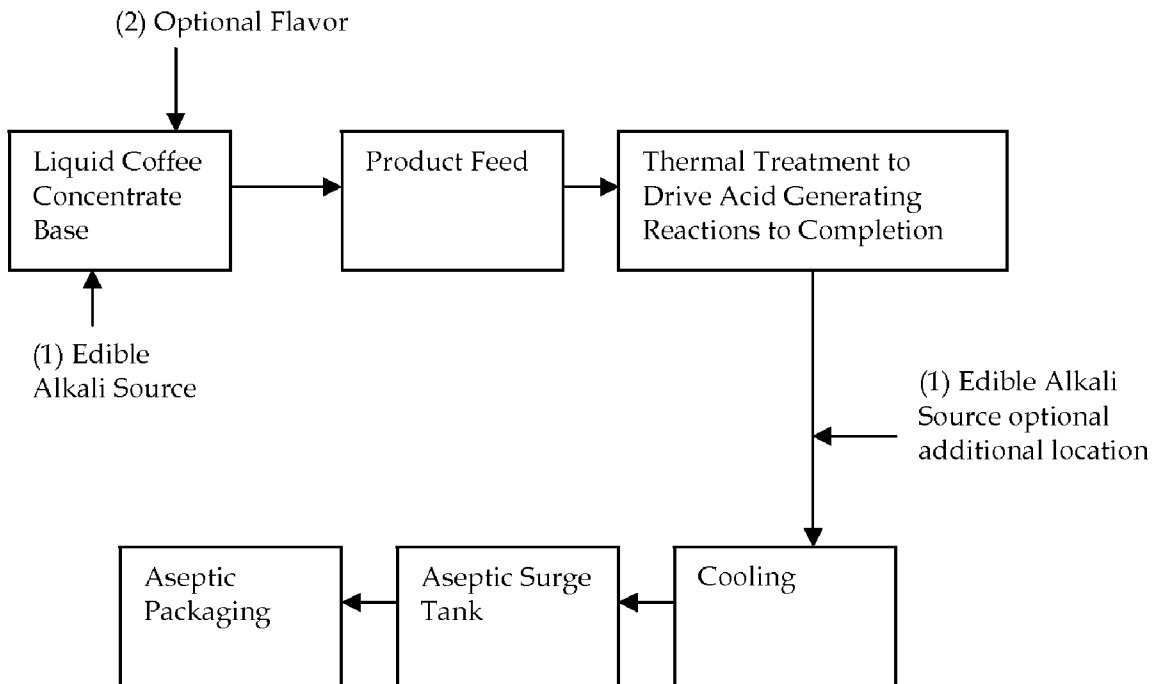 (2) Optional Flavor
Liquid Coffee
Concentrate
Base
Product Feed
Thermal Treatment to
Drive Acid Generating
Reactions to Completion
(1) Edible
Alkali Source
(1) Edible Alkali
Source optional
additional location
Aseptic
Packaging
Aseptic Surge
Tank
Cooling